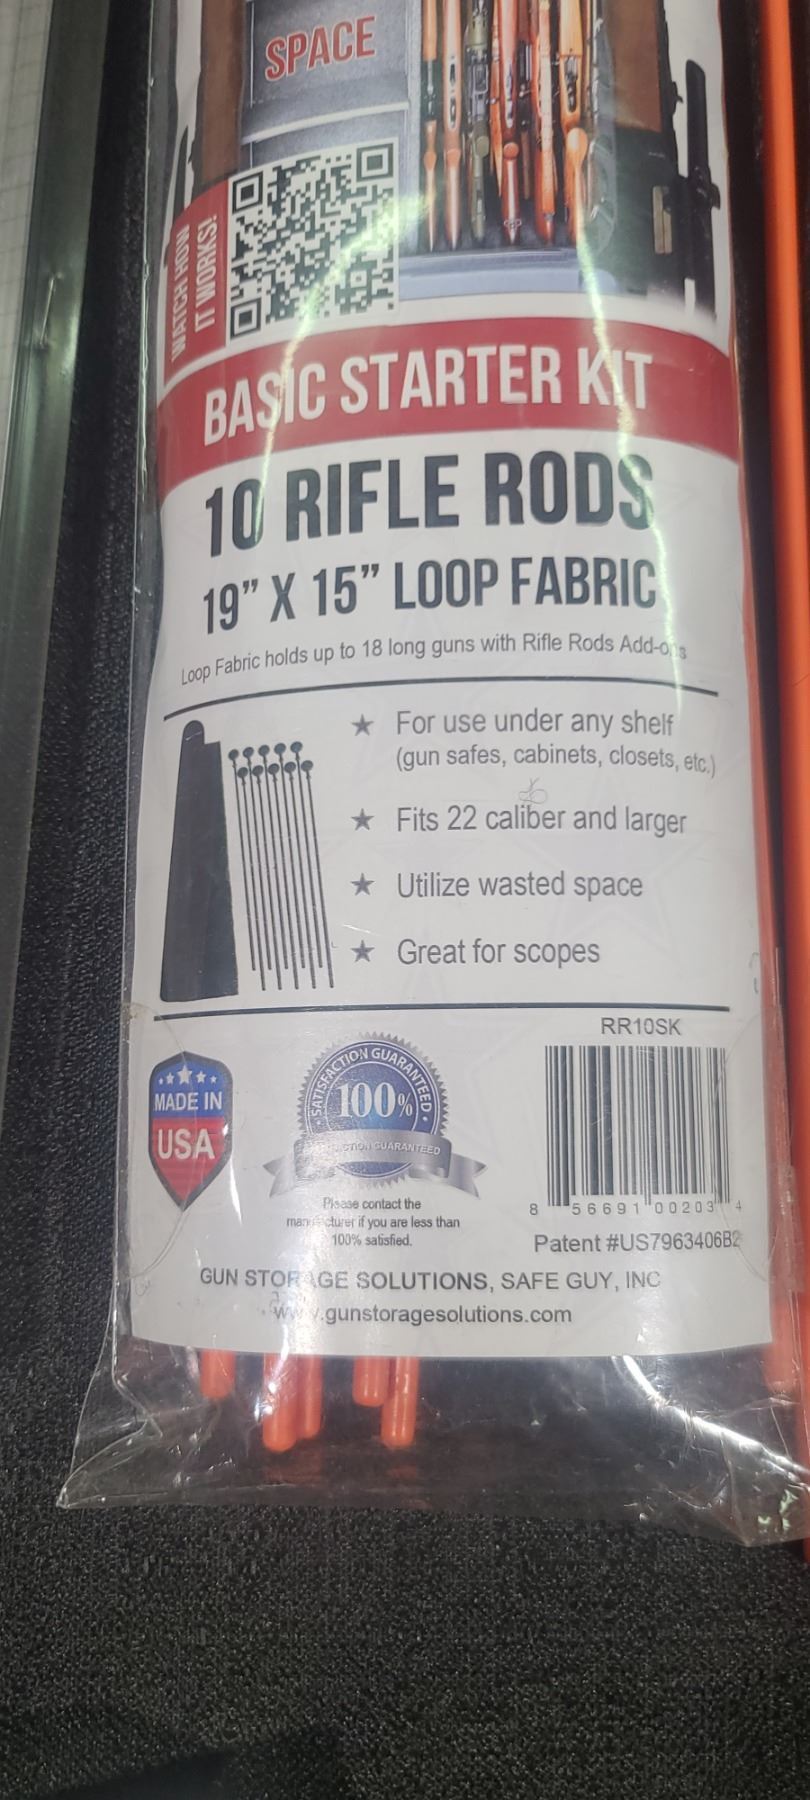 SPACE
WATCH HOW
IT WORKS!
BASIC STARTER KIT
10 RIFLE RODS
19” X 15” LOOP FABRIC
Loop Fabric holds up to 18 long guns with Rifle Rods Add-ons
★ For use under any shelf
(gun safes, cabinets, closets, etc.)
★ Fits 22 caliber and larger
★ Utilize wasted space
★ Great for scopes
RR10SK
MADE IN
USA
SATISFACTION GUARANTEED
100%
GUARANTEED
Please contact the
manufacturer if you are less than
100% satisfied.
8 56691 00203 4
Patent #US7963406B2
GUN STORAGE SOLUTIONS, SAFE GUY, INC
www.gunstoragesolutions.com